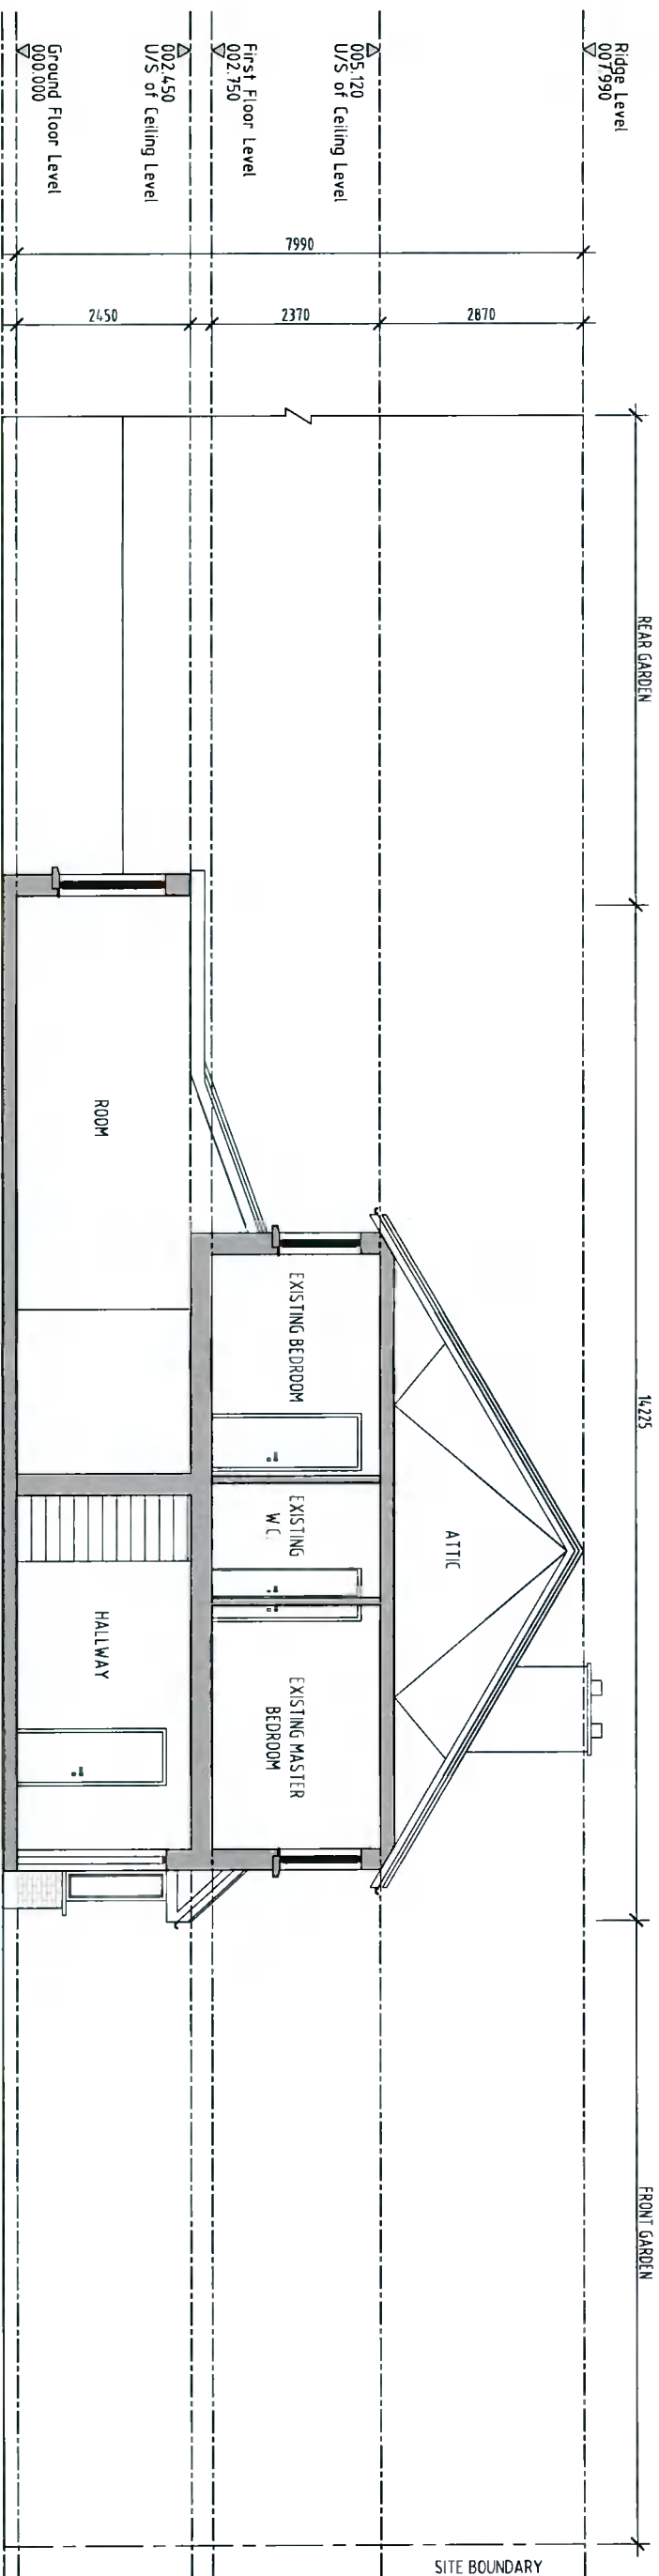 Ridge Level
007.990
005.120
U/S of Ceiling Level
First Floor Level
002.750
002.450
U/S of Ceiling Level
Ground Floor Level
000.000
7990
2870
2370
2450
REAR GARDEN
14225
FRONT GARDEN
SITE BOUNDARY
ATTIC
EXISTING BEDROOM
EXISTING
W.C.
EXISTING MASTER
BEDROOM
ROOM
HALLWAY